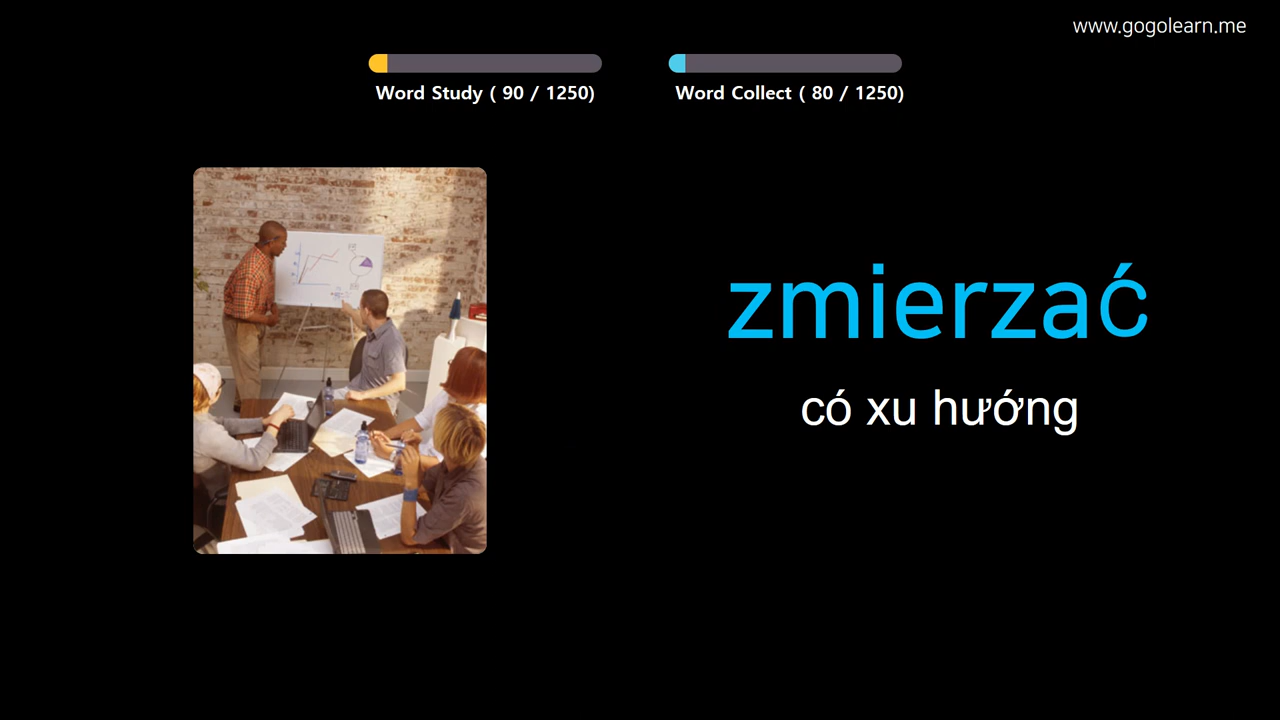 www.gogolearn.me
Word Study ( 90 / 1250)
Word Collect ( 80 / 1250)
zmierzać
có xu hướng